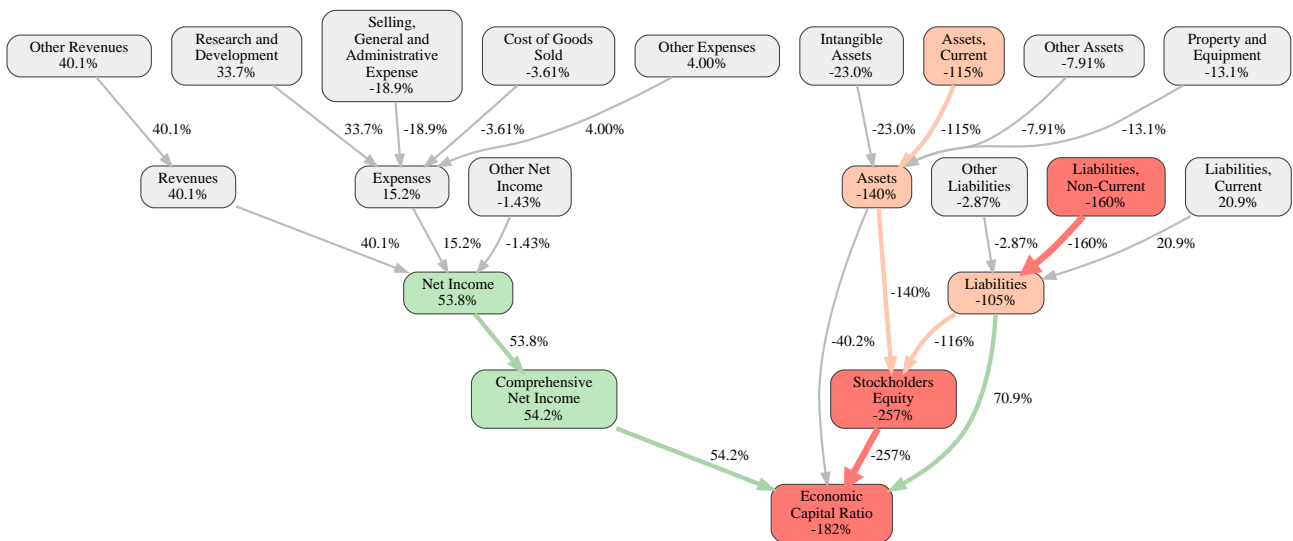 Other Revenues
40.1%
Research and
Development
33.7%
Selling,
General and
Administrative
Expense
-18.9%
Cost of Goods
Sold
-3.61%
Other Expenses
4.00%
Intangible
Assets
-23.0%
Assets,
Current
-115%
Other Assets
-7.91%
Property and
Equipment
-13.1%
40.1%
33.7%
-18.9%
-3.61%
4.00%
-23.0%
-115%
-7.91%
-13.1%
Revenues
40.1%
Expenses
15.2%
Other Net
Income
-1.43%
Assets
-140%
Other
Liabilities
-2.87%
Liabilities,
Non-Current
-160%
Liabilities,
Current
20.9%
40.1%
15.2%
-1.43%
-2.87%
-160%
20.9%
Net Income
53.8%
-140%
Liabilities
-105%
53.8%
-40.2%
-116%
Comprehensive
Net Income
54.2%
Stockholders
Equity
-257%
70.9%
54.2%
-257%
Economic
Capital Ratio
-182%